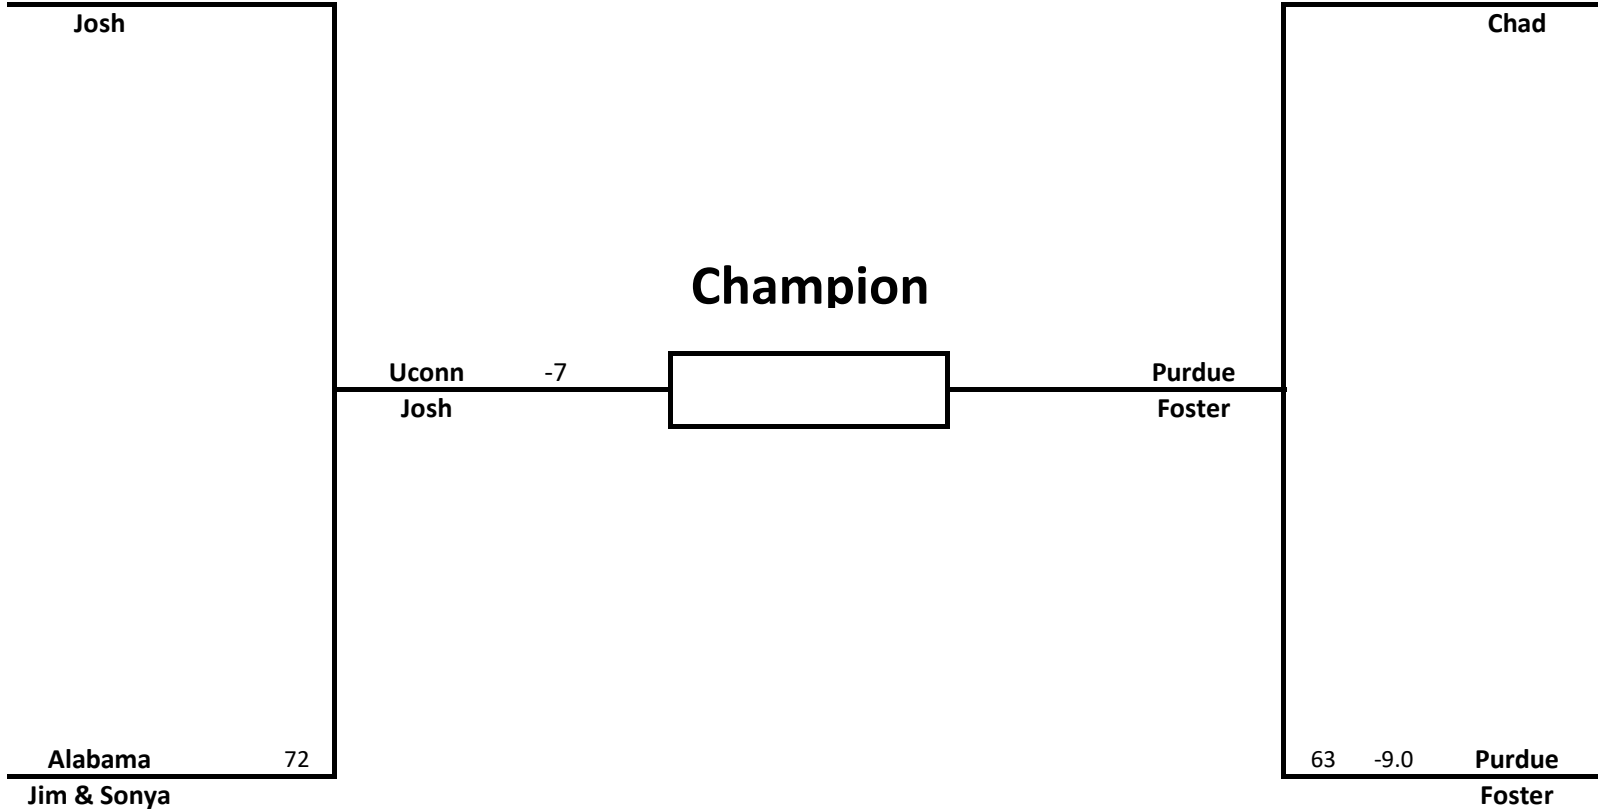 Josh
Chad
Champion
Uconn -7
Purdue
Josh
Foster
Alabama 72
63 -9.0 Purdue
Jim & Sonya
Foster